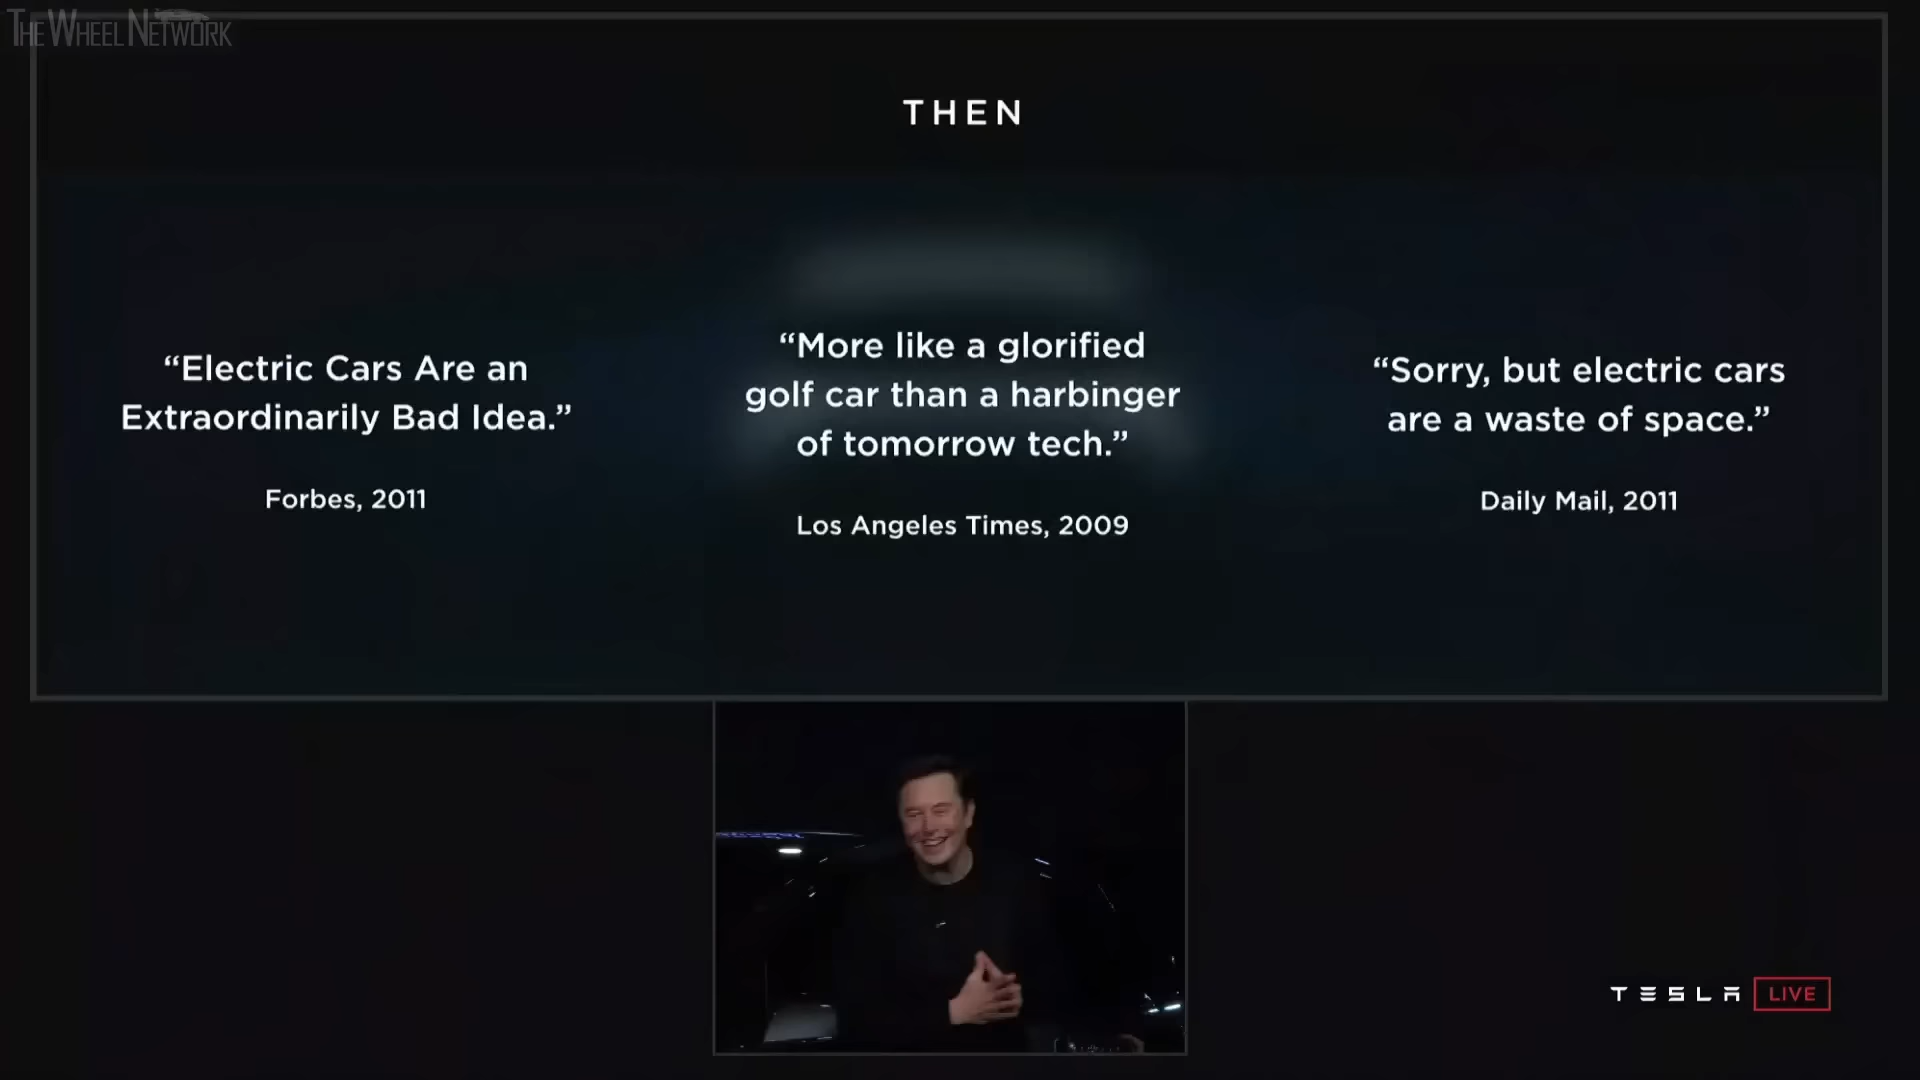 THE WHEEL NETWORK
THEN
“Electric Cars Are an
Extraordinarily Bad Idea.”
Forbes, 2011
“More like a glorified
golf car than a harbinger
of tomorrow tech.”
Los Angeles Times, 2009
“Sorry, but electric cars
are a waste of space.”
Daily Mail, 2011
TESLA LIVE